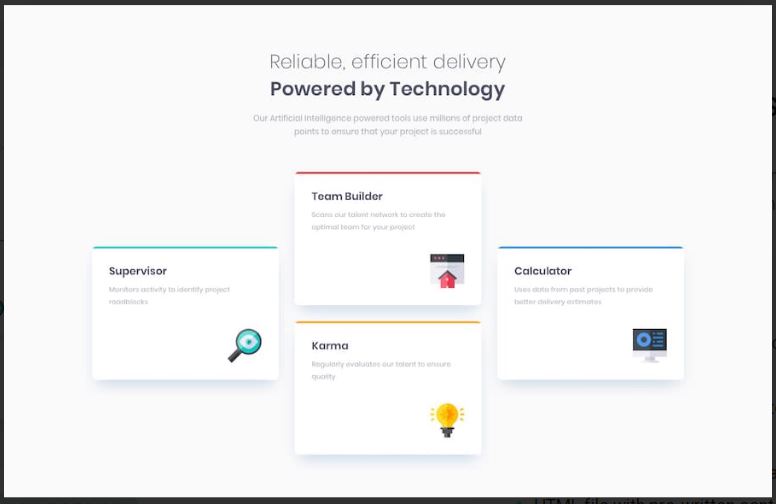 Reliable, efficient delivery
Powered by Technology
Our Artificial Intelligence powered tools use millions of project data
points to ensure that your project is successful
Team Builder
Scans our talent network to create the
optimal team for your project
Supervisor
Monitors activity to identify project
roadblocks
Calculator
Uses data from past projects to provide
better delivery estimates
Karma
Regularly evaluates our talent to ensure
quality